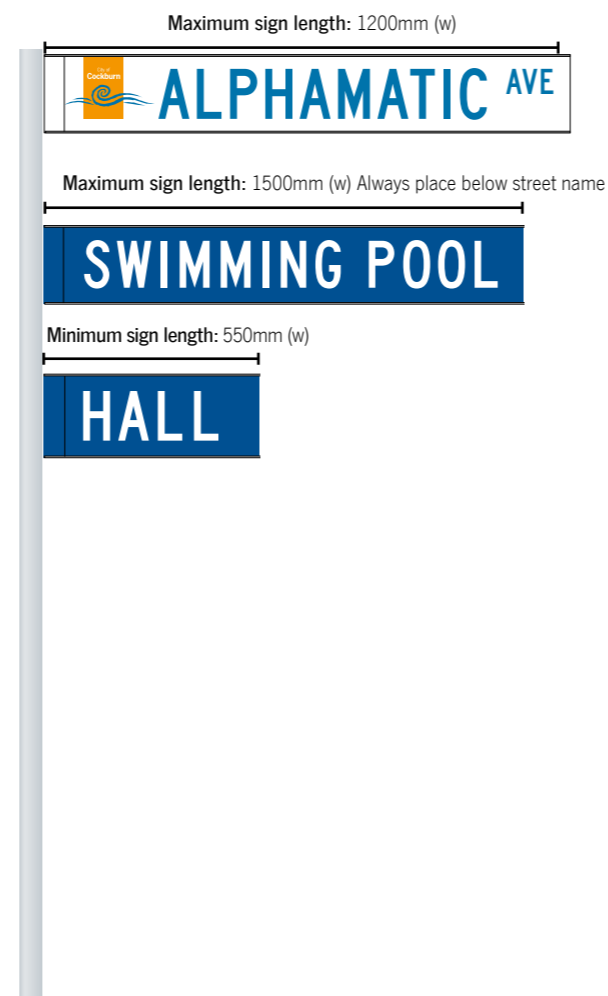 Maximum sign length: 1200mm (w)
City of
Cockburn
ALPHAMATIC AVE
Maximum sign length: 1500mm (w) Always place below street name
SWIMMING POOL
Minimum sign length: 550mm (w)
HALL